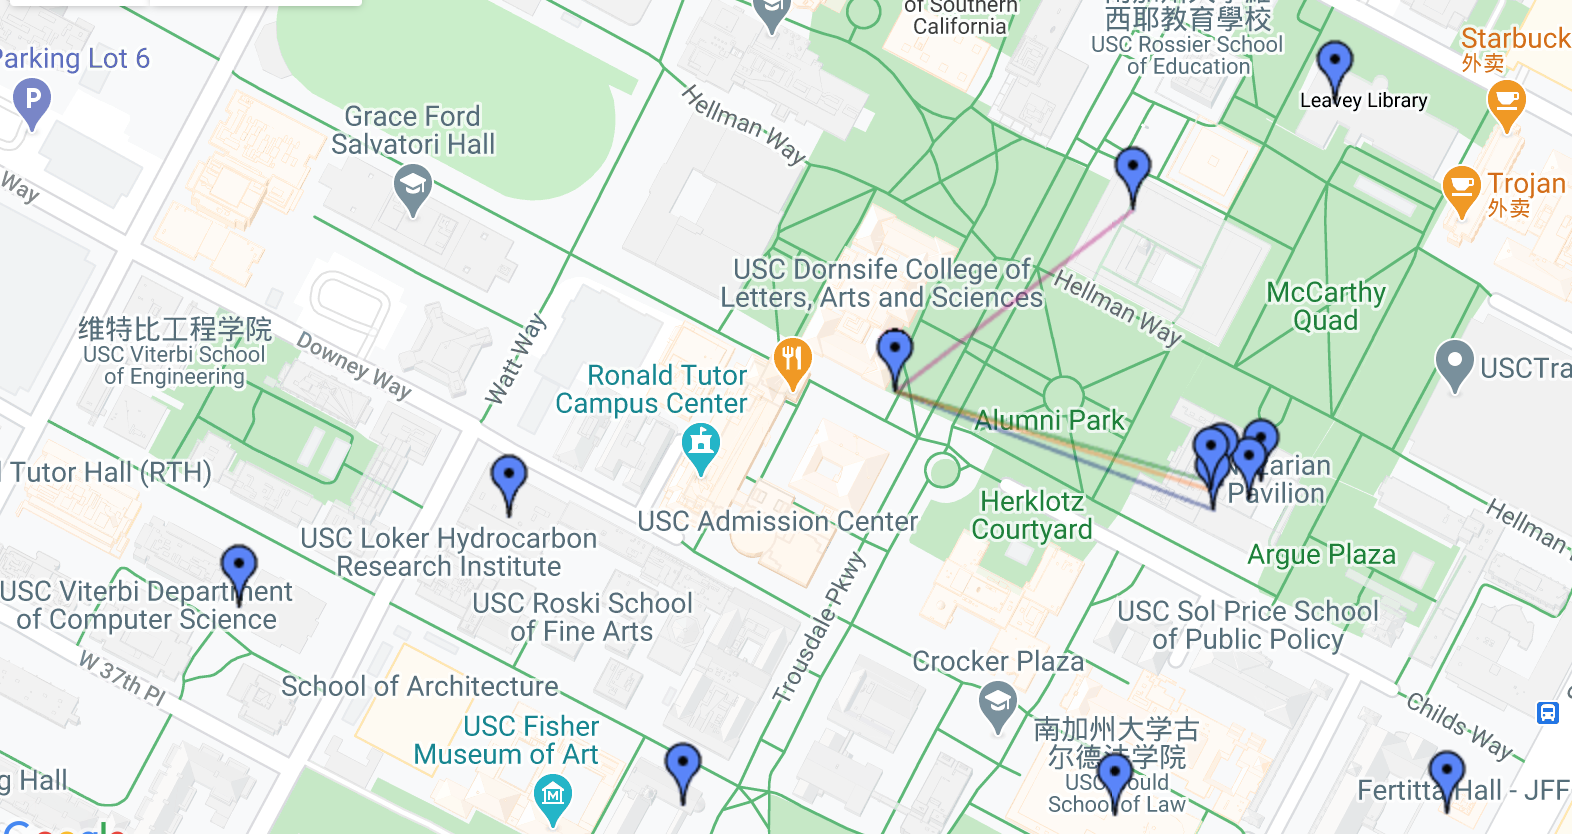 of Southern
California
西耶教育學校
USC Rossier School
of Education
Starbuck
外卖
Parking Lot 6
P
Leavey Library
Grace Ford
Salvatori Hall
Hellman Way
Way
Trojan
外卖
USC Dornsife College of
Letters, Arts and Sciences
Hellman Way
McCarthy
Quad
维特比工程学院
USC Viterbi School
of Engineering
Downey Way
Watt Way
Ronald Tutor
Campus Center
USCTra
Alumni Park
Tutor Hall (RTH)
zarian
Pavilion
Herklotz
Courtyard
USC Admission Center
Hellman
USC Loker Hydrocarbon
Research Institute
Argue Plaza
USC Viterbi Department
of Computer Science
USC Roski School
of Fine Arts
Trousdale Pkwy
USC Sol Price School
of Public Policy
W 37th Pl
Crocker Plaza
School of Architecture
USC Fisher
Museum of Art
M
南加州大学古
尔德法学院
USC Gould
School of Law
Childs Way
g Hall
Fertitta Hall - JFF
Google